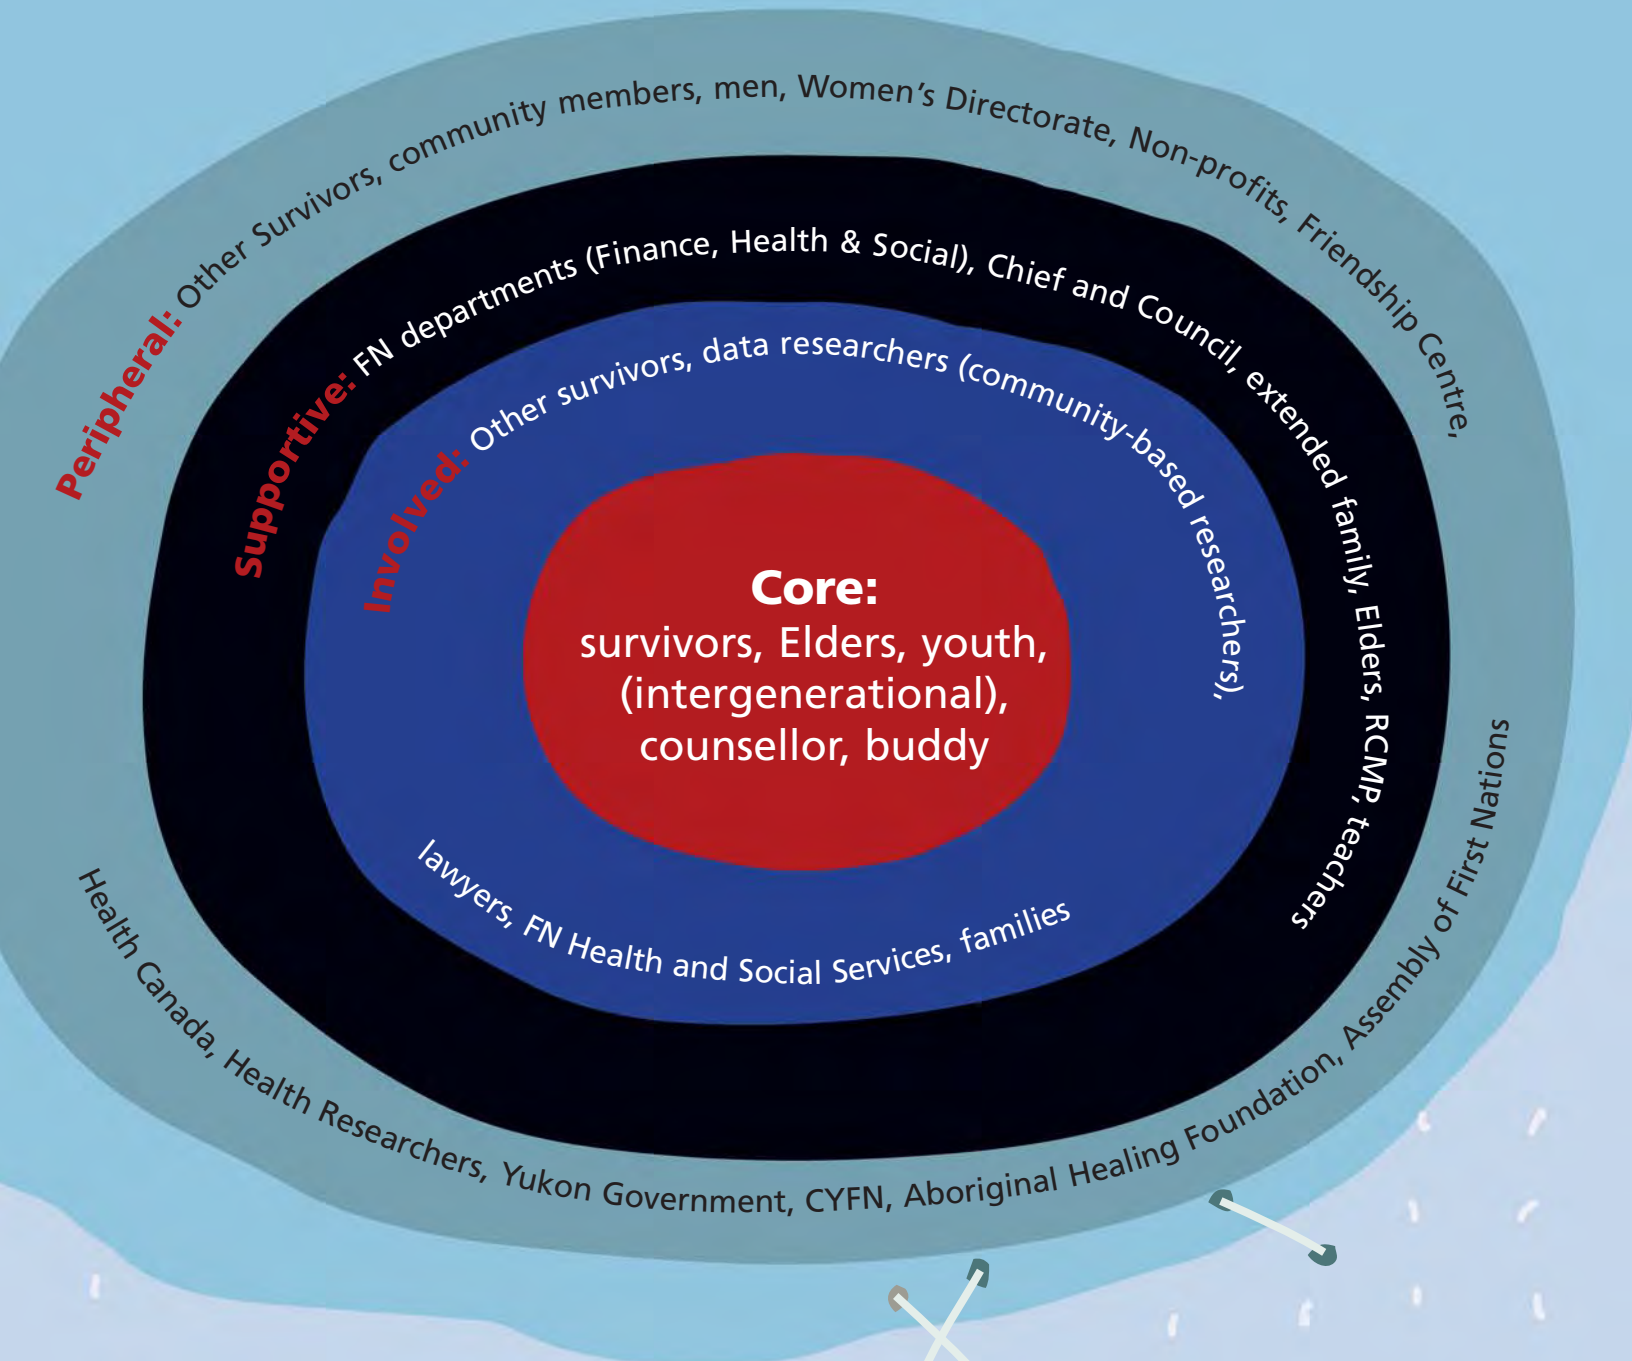 Peripheral: Other Survivors, community members, men, Women’s Directorate, Non-profits, Friendship Centre,
Health Canada, Health Researchers, Yukon Government, CYFN, Aboriginal Healing Foundation, Assembly of First Nations
Supportive: FN departments (Finance, Health & Social), Chief and Council, extended family, Elders, RCMP, teachers
Involved: Other survivors, data researchers (community-based researchers),
lawyers, FN Health and Social Services, families
Core:
survivors, Elders, youth,
(intergenerational),
counsellor, buddy